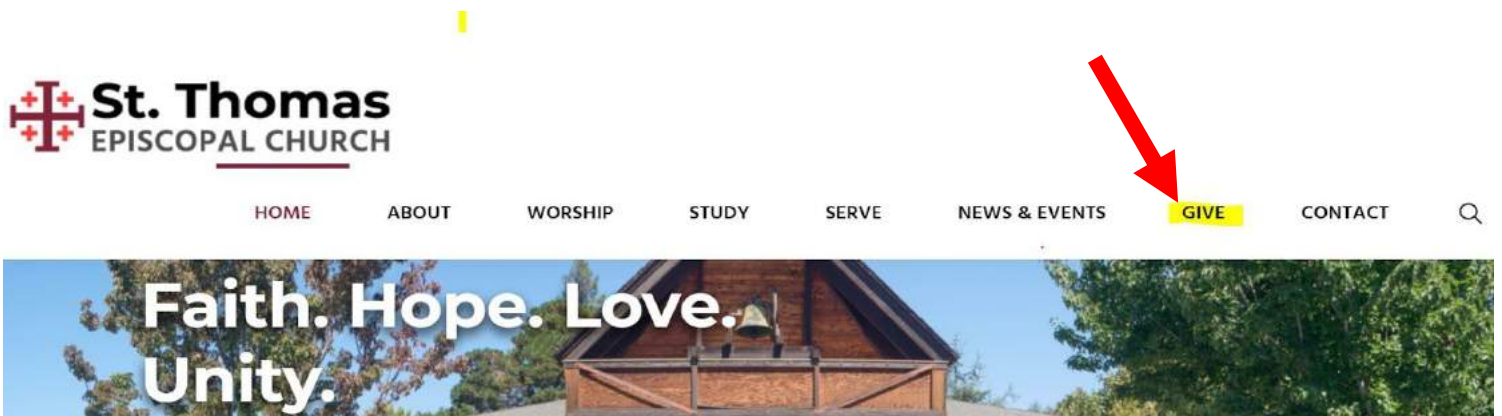 St. Thomas
EPISCOPAL CHURCH
HOME ABOUT WORSHIP STUDY SERVE NEWS & EVENTS GIVE CONTACT
Faith. Hope. Love.
Unity.